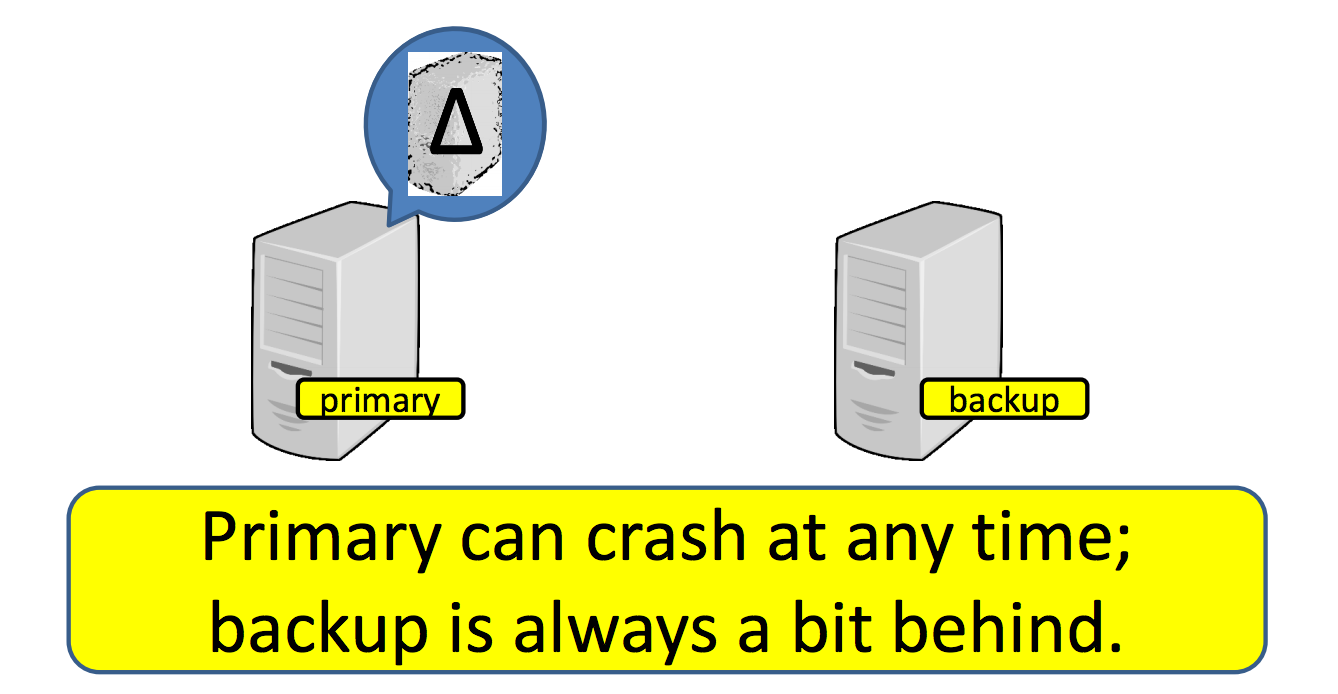 Δ
primary
backup
Primary can crash at any time;
backup is always a bit behind.